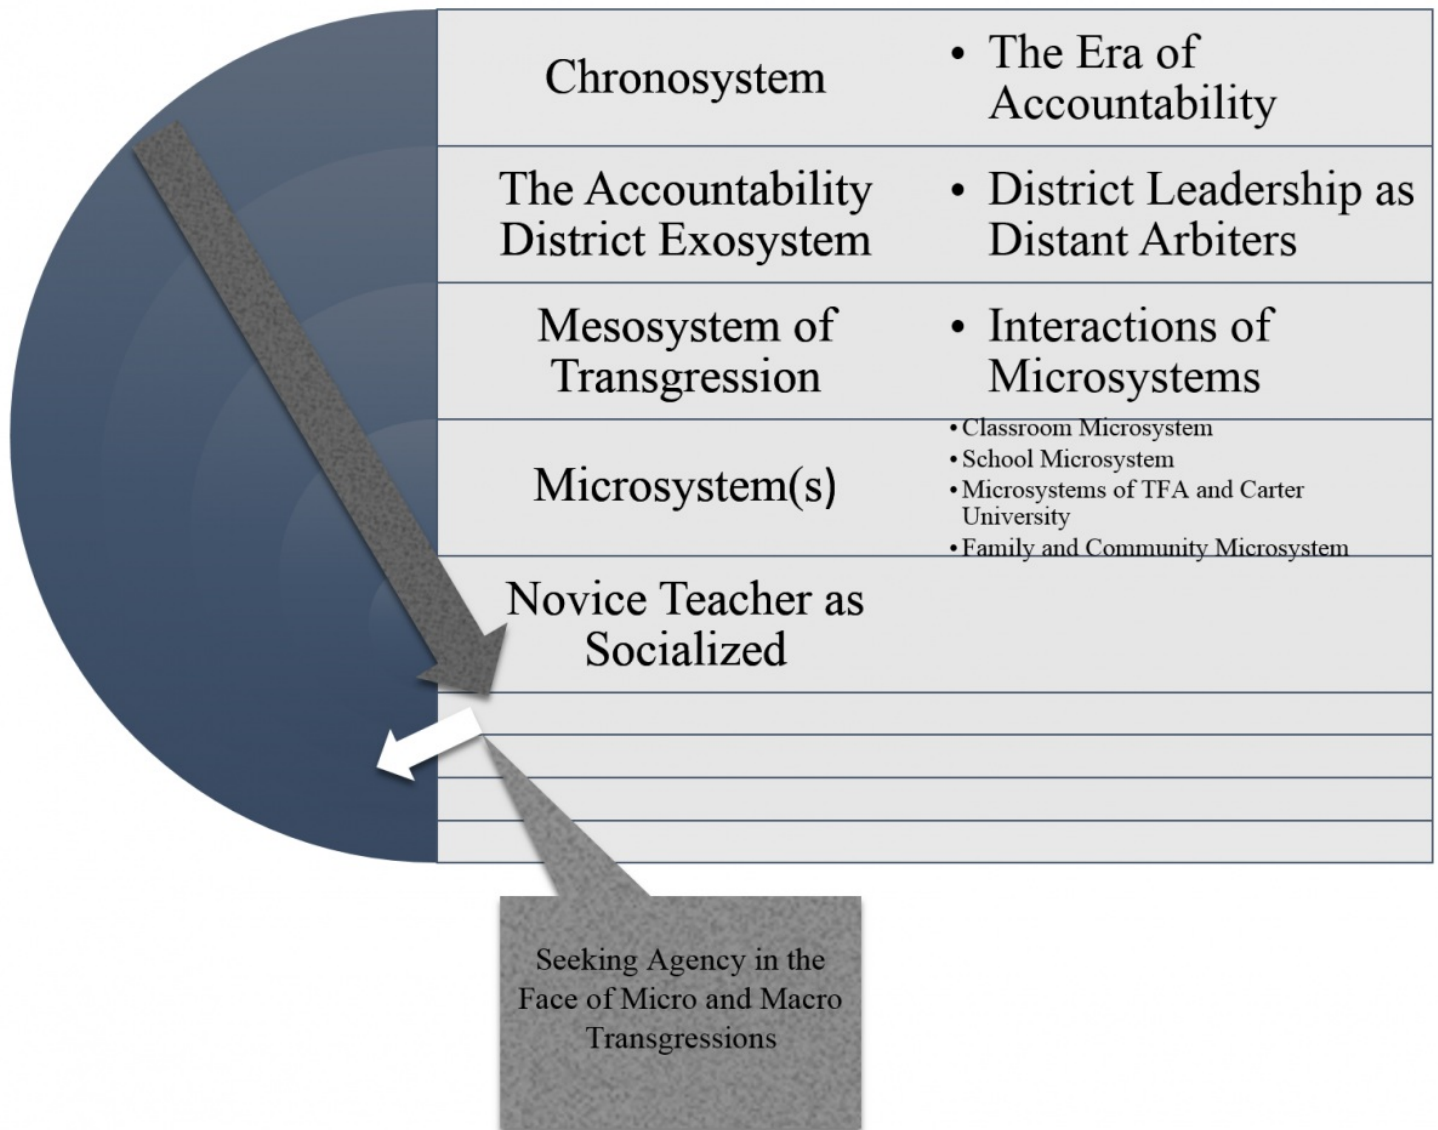 Chronosystem
• The Era of
Accountability
The Accountability
District Exosystem
• District Leadership as
Distant Arbiters
Mesosystem of
Transgression
• Interactions of
Microsystems
Microsystem(s)
• Classroom Microsystem
• School Microsystem
• Microsystems of TFA and Carter
University
• Family and Community Microsystem
Novice Teacher as
Socialized
Seeking Agency in the
Face of Micro and Macro
Transgressions